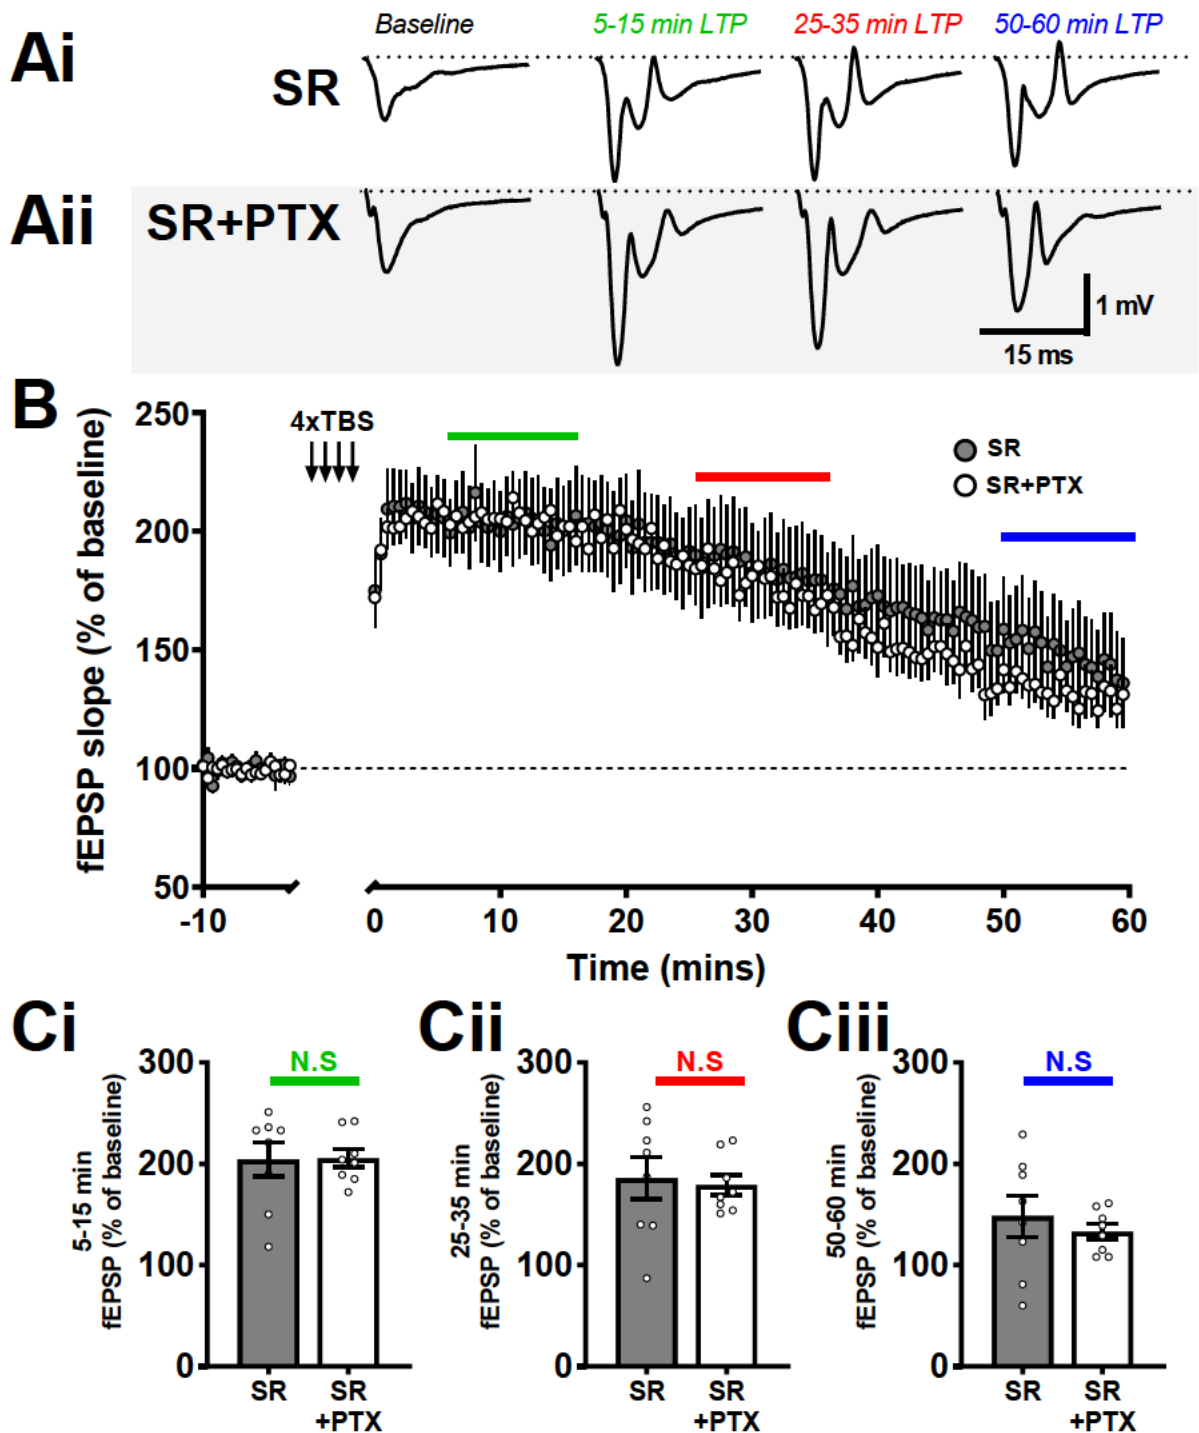 Ai
Baseline
5-15 min LTP
25-35 min LTP
50-60 min LTP
SR
Aii
SR+PTX
1 mV
15 ms
B
fEPSP slope (% of baseline)
250
200
150
100
50
4xTBS
SR
SR+PTX
-10
0
10
20
30
40
50
60
Time (mins)
Ci
5-15 min
fEPSP (% of baseline)
300
200
100
0
N.S
SR
SR
+PTX
Cii
25-35 min
fEPSP (% of baseline)
300
200
100
0
N.S
SR
SR
+PTX
Ciii
50-60 min
fEPSP (% of baseline)
300
200
100
0
N.S
SR
SR
+PTX